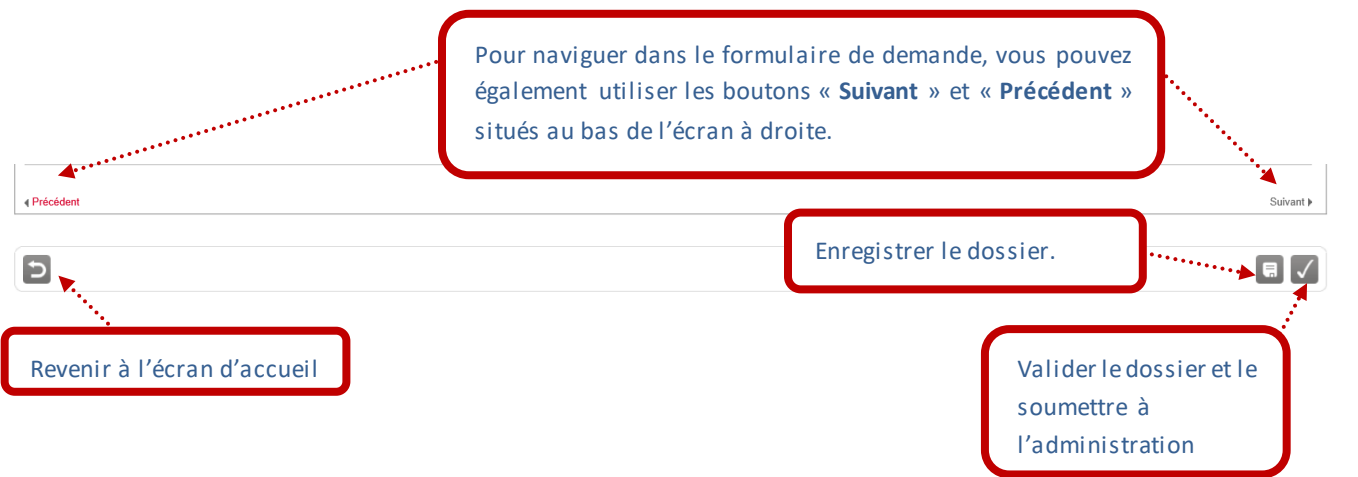 Pour naviguer dans le formulaire de demande, vous pouvez
également utiliser les boutons « Suivant » et « Précédent »
situés au bas de l’écran à droite.
Précédent
Suivant
Enregistrer le dossier.
Revenir à l’écran d’accueil
Valider le dossier et le
soumettre à
l’administration